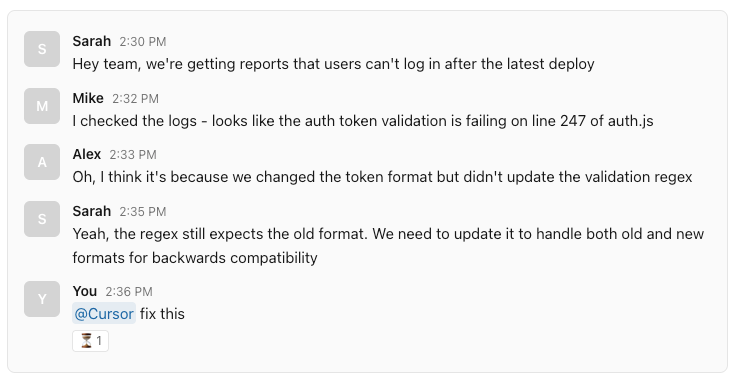 S
Sarah 2:30 PM
Hey team, we're getting reports that users can't log in after the latest deploy
M
Mike 2:32 PM
I checked the logs - looks like the auth token validation is failing on line 247 of auth.js
A
Alex 2:33 PM
Oh, I think it's because we changed the token format but didn't update the validation regex
S
Sarah 2:35 PM
Yeah, the regex still expects the old format. We need to update it to handle both old and new
formats for backwards compatibility
Y
You 2:36 PM
@Cursor fix this
⏳ 1